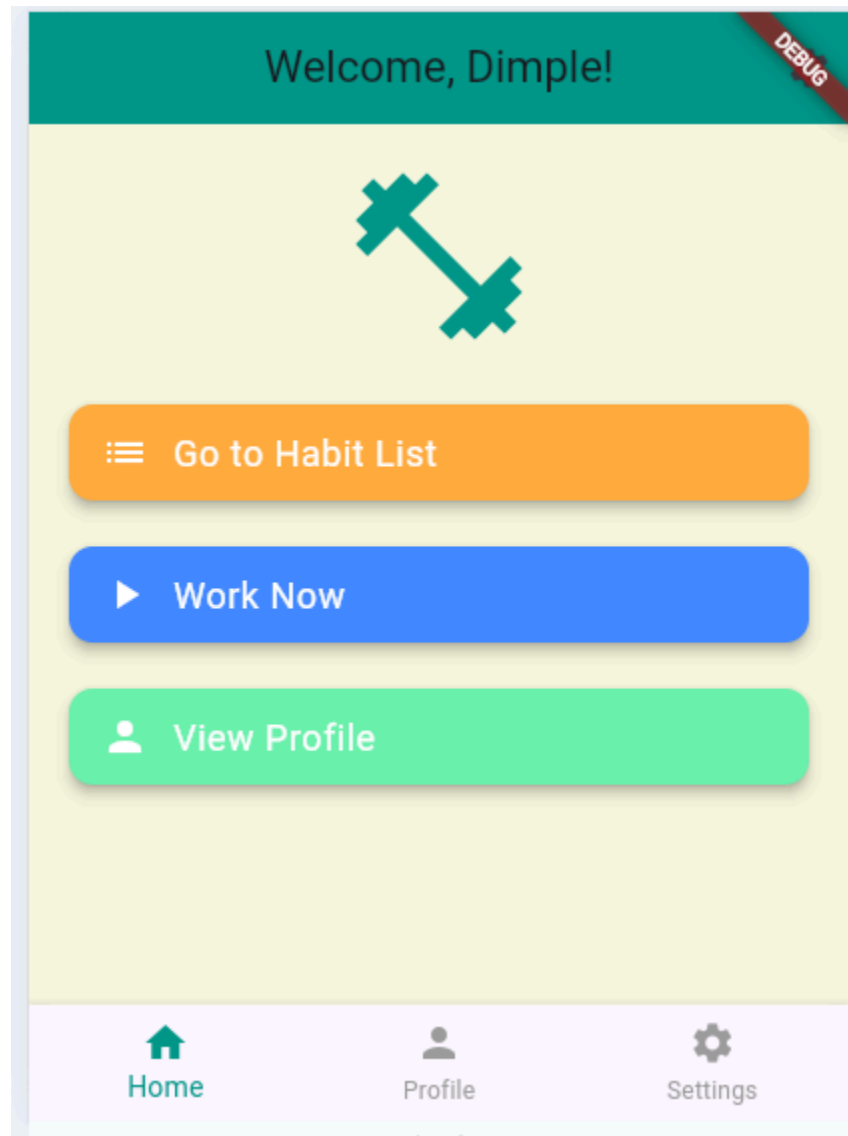 Welcome, Dimple!
DEBUG
Go to Habit List
Work Now
View Profile
Home
Profile
Settings